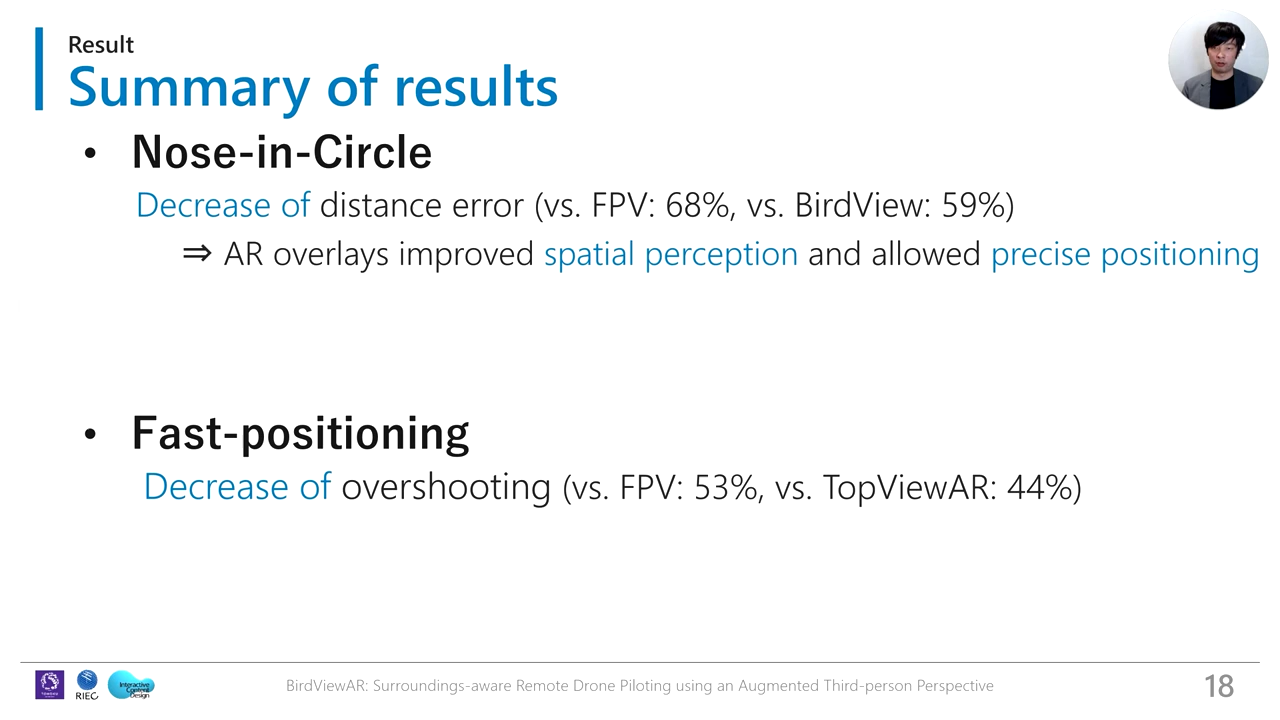 Result
Summary of results
• Nose-in-Circle
Decrease of distance error (vs. FPV: 68%, vs. BirdView: 59%)
⇒ AR overlays improved spatial perception and allowed precise positioning
• Fast-positioning
Decrease of overshooting (vs. FPV: 53%, vs. TopViewAR: 44%)
RIEC
Interactive
Content
Design
BirdViewAR: Surroundings-aware Remote Drone Piloting using an Augmented Third-person Perspective
18